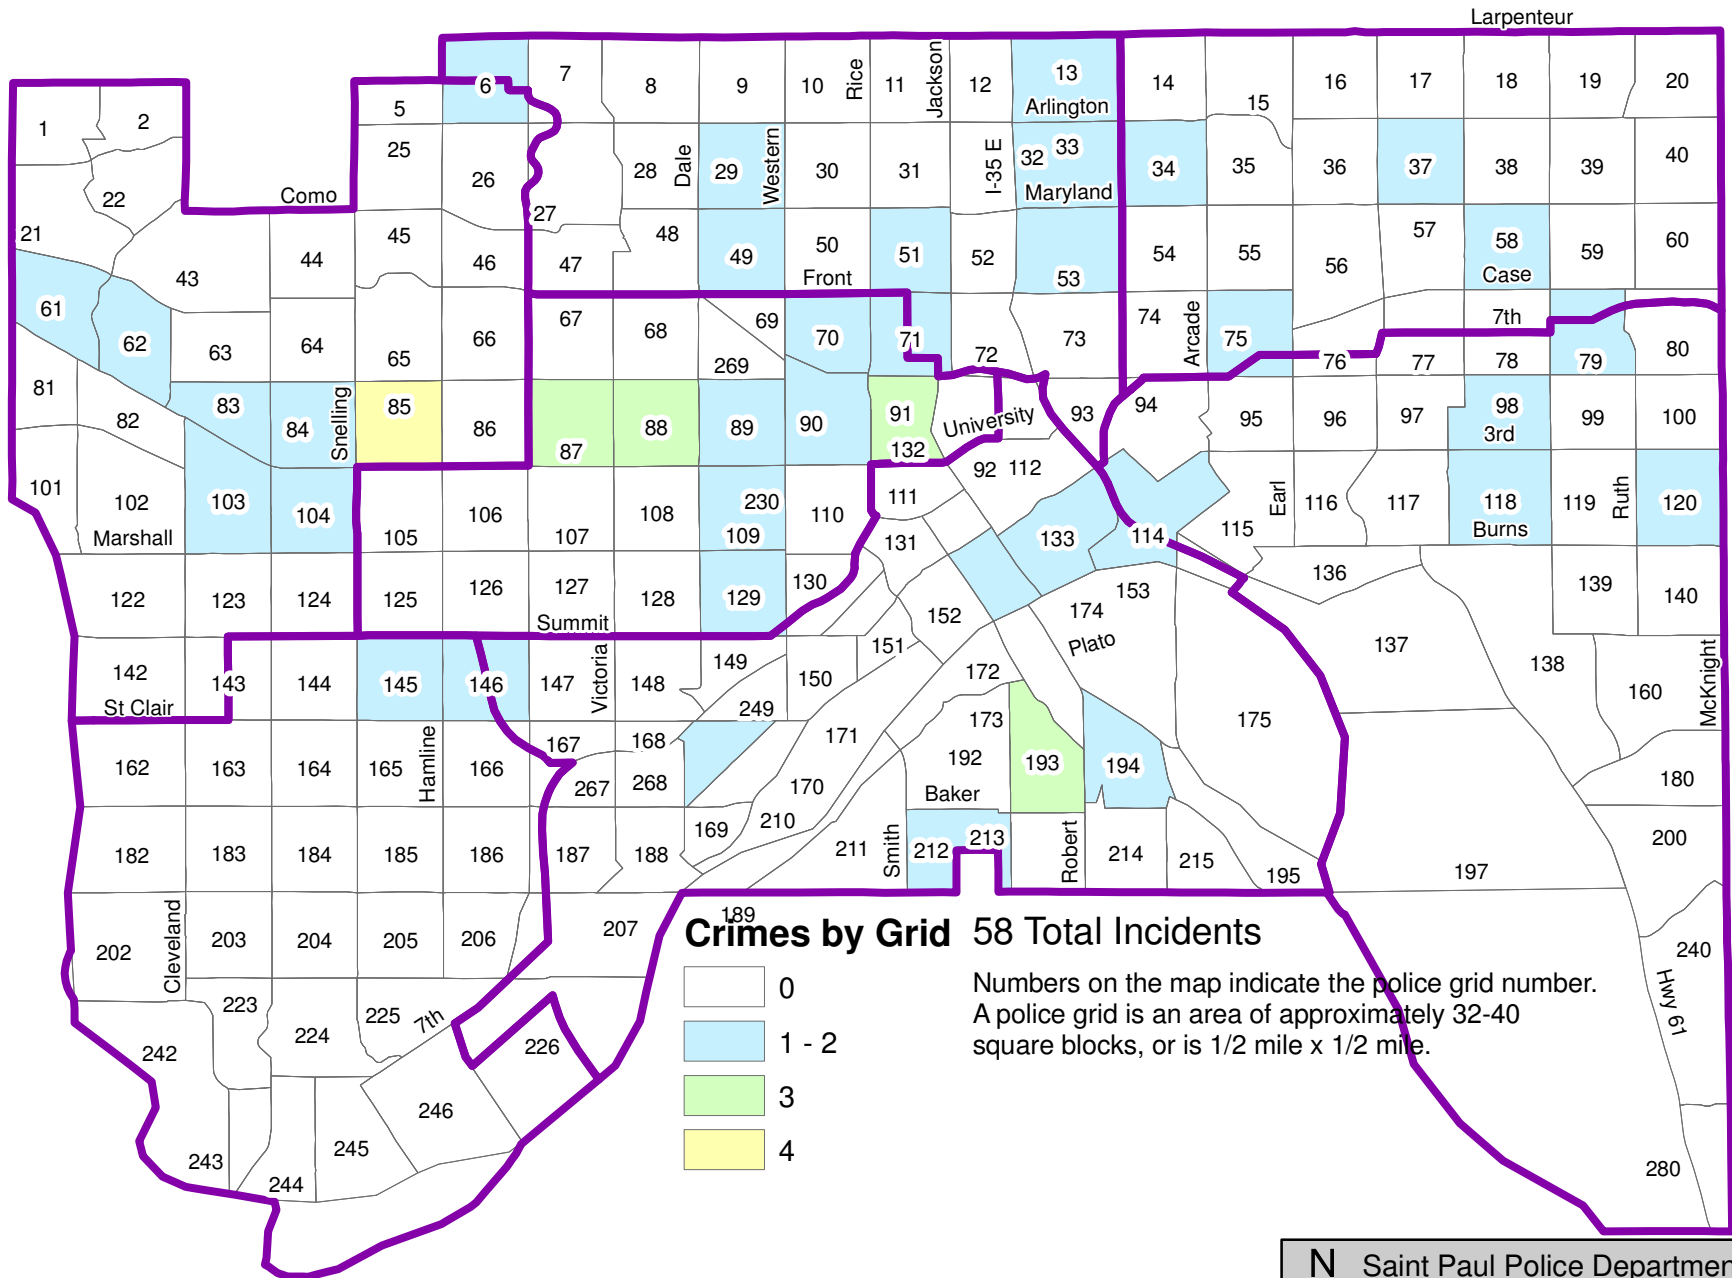 Larpenteur
1 2 5 6 7 8 9 10 Rice 11 Jackson 12 13 14 15 16 17 18 19 20
Arlington
21 22 Como 25 26 27 28 Dale 29 Western 30 31 I-35 E 32 33 34 35 36 37 38 39 40
Maryland
43 44 45 46 47 48 49 50 51 52 53 54 55 56 57 58 59 60
Front Case
61 62 63 64 65 66 67 68 69 269 70 71 72 73 74 Arcade 75 76 77 78 79 80
7th
81 82 83 84 Snelling 85 86 87 88 89 90 91 132 University 92 112 93 94 95 96 97 98 99 100
3rd
101 102 103 104 105 106 107 108 230 109 110 111 131 133 114 115 Earl 116 117 118 119 Ruth 120
Marshall Burns
122 123 124 125 126 127 128 129 130 152 174 153 136 139 140
Summit Plato
142 143 144 145 146 147 Victoria 148 149 150 151 172 137 138 160 McKnight
St Clair
249
162 163 164 165 Hamline 166 167 267 168 268 170 171 173 192 193 194 175 180
Baker
182 183 184 185 186 187 188 169 210 211 Smith 212 213 Robert 214 215 195 197 200
202 Cleveland 203 204 205 206 207 189 240
Crimes by Grid
0
1 - 2
3
4
58 Total Incidents
Numbers on the map indicate the police grid number.
A police grid is an area of approximately 32-40
square blocks, or is 1/2 mile x 1/2 mile.
Hwy 61
242 223 224 225 7th 226
243 244 245 246 280
N Saint Paul Police Departmen